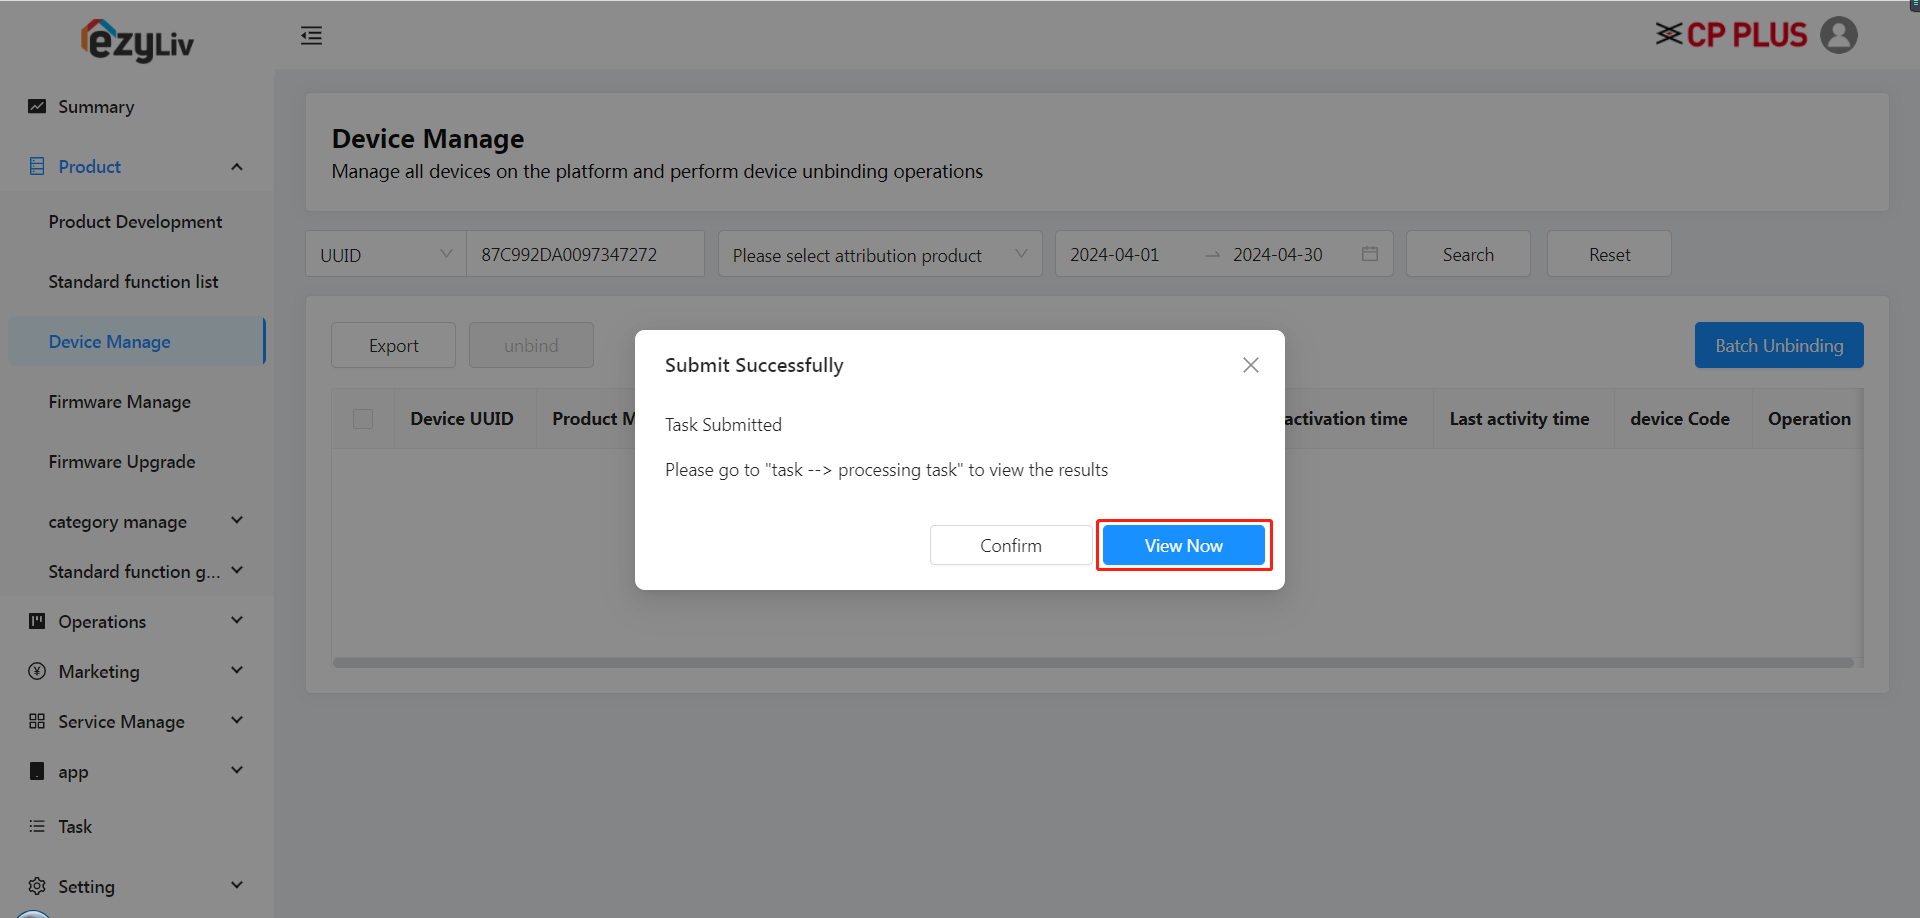 ezyLiv
CP PLUS
Summary
Product
Product Development
Standard function list
Device Manage
Firmware Manage
Firmware Upgrade
category manage
Standard function g...
Operations
Marketing
Service Manage
app
Task
Setting
Device Manage
Manage all devices on the platform and perform device unbinding operations
UUID 87C992DA0097347272 Please select attribution product 2024-04-01 → 2024-04-30 Search Reset
Export unbind Batch Unbinding
Device UUID Product M activation time Last activity time device Code Operation
Submit Successfully
Task Submitted
Please go to "task --> processing task" to view the results
Confirm View Now